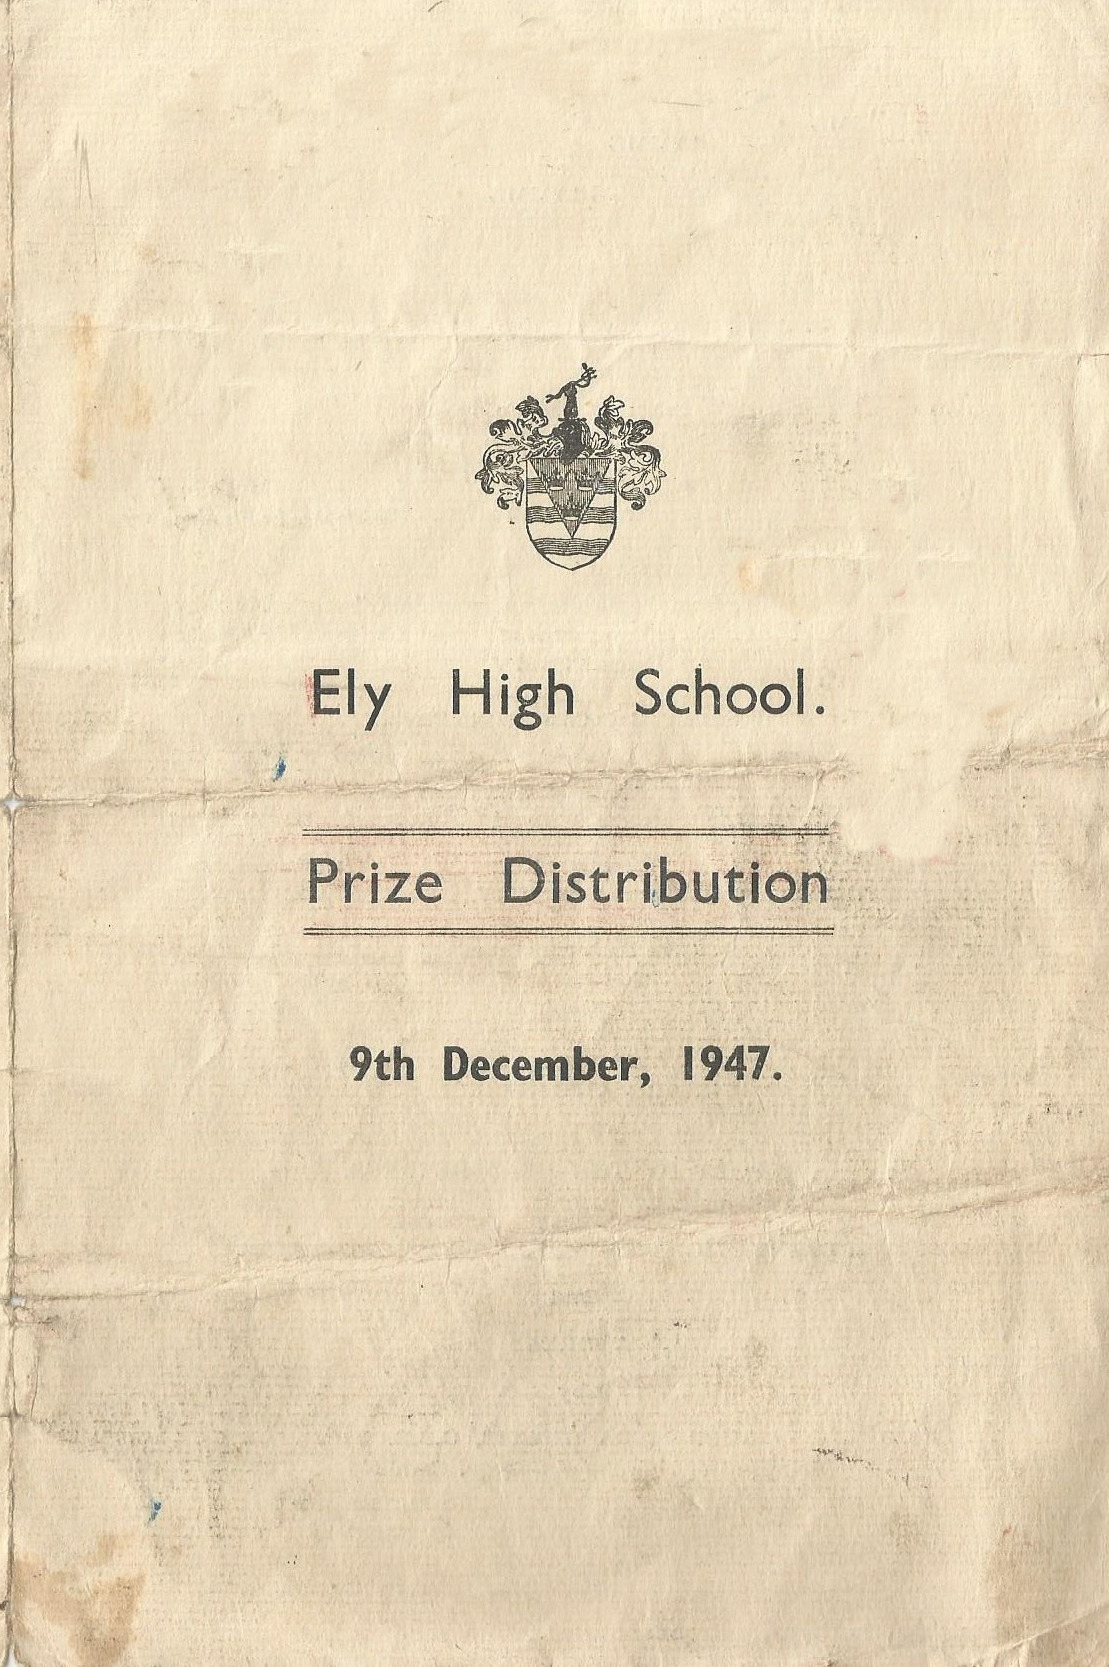 Ely High School.
Prize Distribution
9th December, 1947.